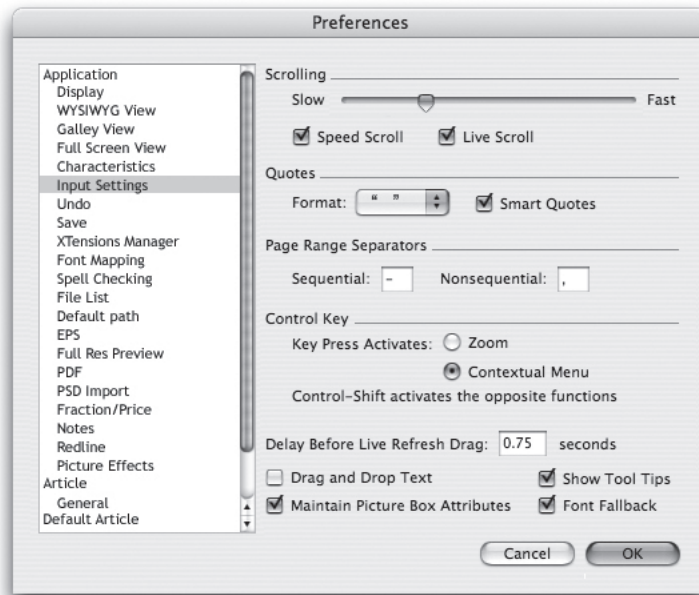 Preferences
Application
Display
WYSIWYG View
Galley View
Full Screen View
Characteristics
Input Settings
Undo
Save
XTensions Manager
Font Mapping
Spell Checking
File List
Default path
EPS
Full Res Preview
PDF
PSD Import
Fraction/Price
Notes
Redline
Picture Effects
Article
General
Default Article
Scrolling
Slow Fast
Speed Scroll Live Scroll
Quotes
Format: “ ” Smart Quotes
Page Range Separators
Sequential: – Nonsequential: ,
Control Key
Key Press Activates: Zoom
Contextual Menu
Control–Shift activates the opposite functions
Delay Before Live Refresh Drag: 0.75 seconds
Drag and Drop Text Show Tool Tips
Maintain Picture Box Attributes Font Fallback
Cancel OK